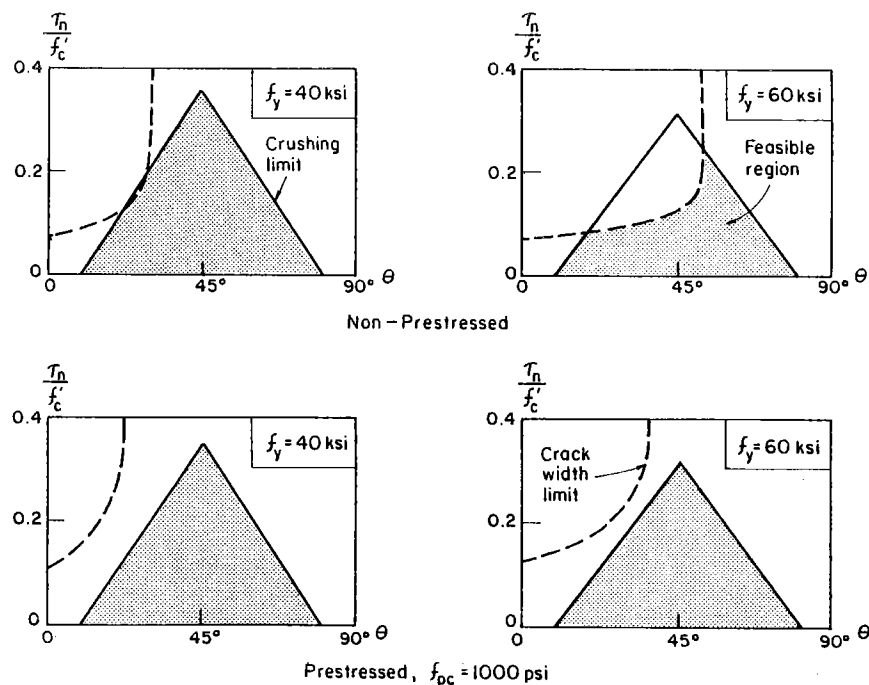 τn
f′c
0.4
fy = 40 ksi
Crushing
limit
0.2
0
0
45°
90° θ
τn
f′c
0.4
fy = 60 ksi
Feasible
region
0.2
0
0
45°
90° θ
Non-Prestressed
τn
f′c
0.4
fy = 40 ksi
0.2
0
0
45°
90° θ
τn
f′c
0.4
fy = 60 ksi
Crack
width
limit
0.2
0
0
45°
90° θ
Prestressed, fpc = 1000 psi